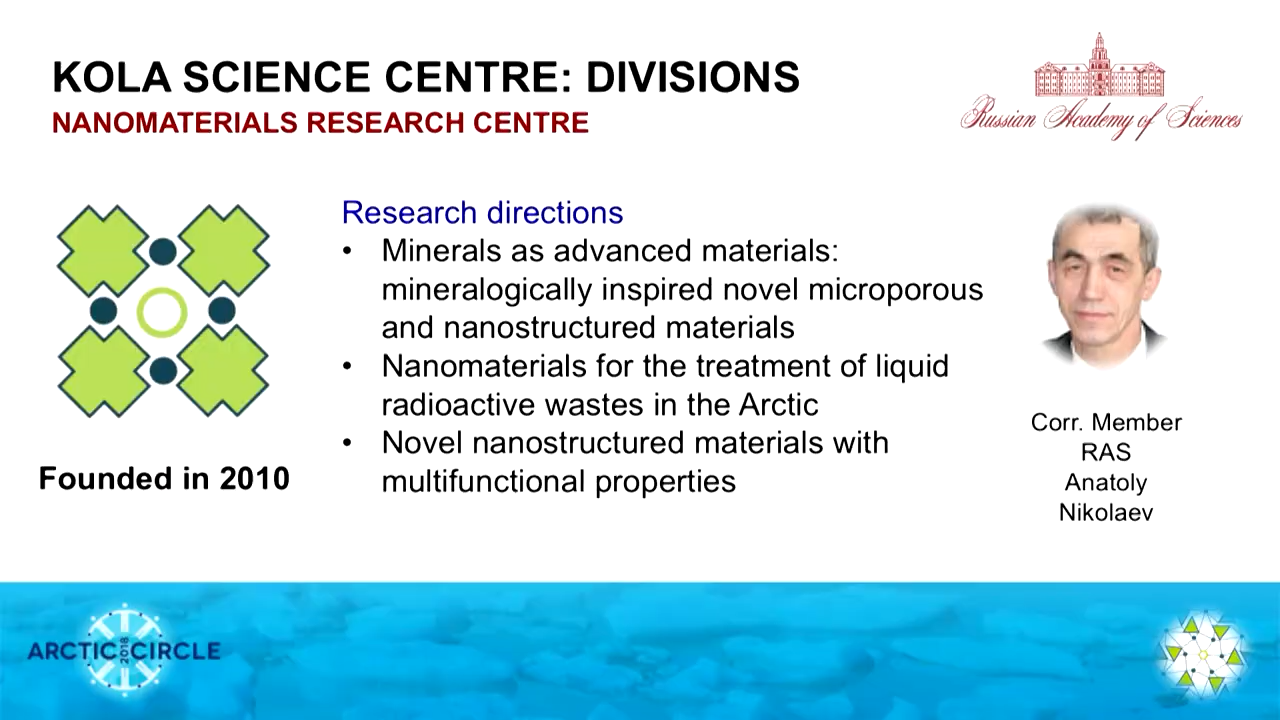 KOLA SCIENCE CENTRE: DIVISIONS
NANOMATERIALS RESEARCH CENTRE
Russian Academy of Sciences
Research directions
• Minerals as advanced materials:
mineralogically inspired novel microporous
and nanostructured materials
• Nanomaterials for the treatment of liquid
radioactive wastes in the Arctic
• Novel nanostructured materials with
multifunctional properties
Founded in 2010
Corr. Member
RAS
Anatoly
Nikolaev
ARCTIC 2018 CIRCLE